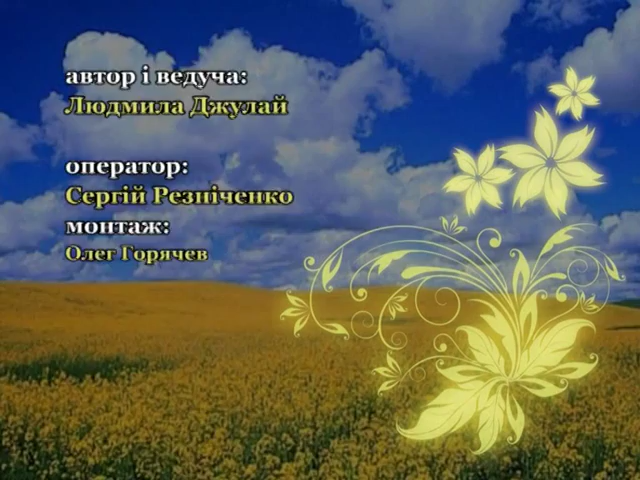 автор і ведуча:
Людмила Джулай
оператор:
Сергій Резніченко
монтаж:
Олег Горячев